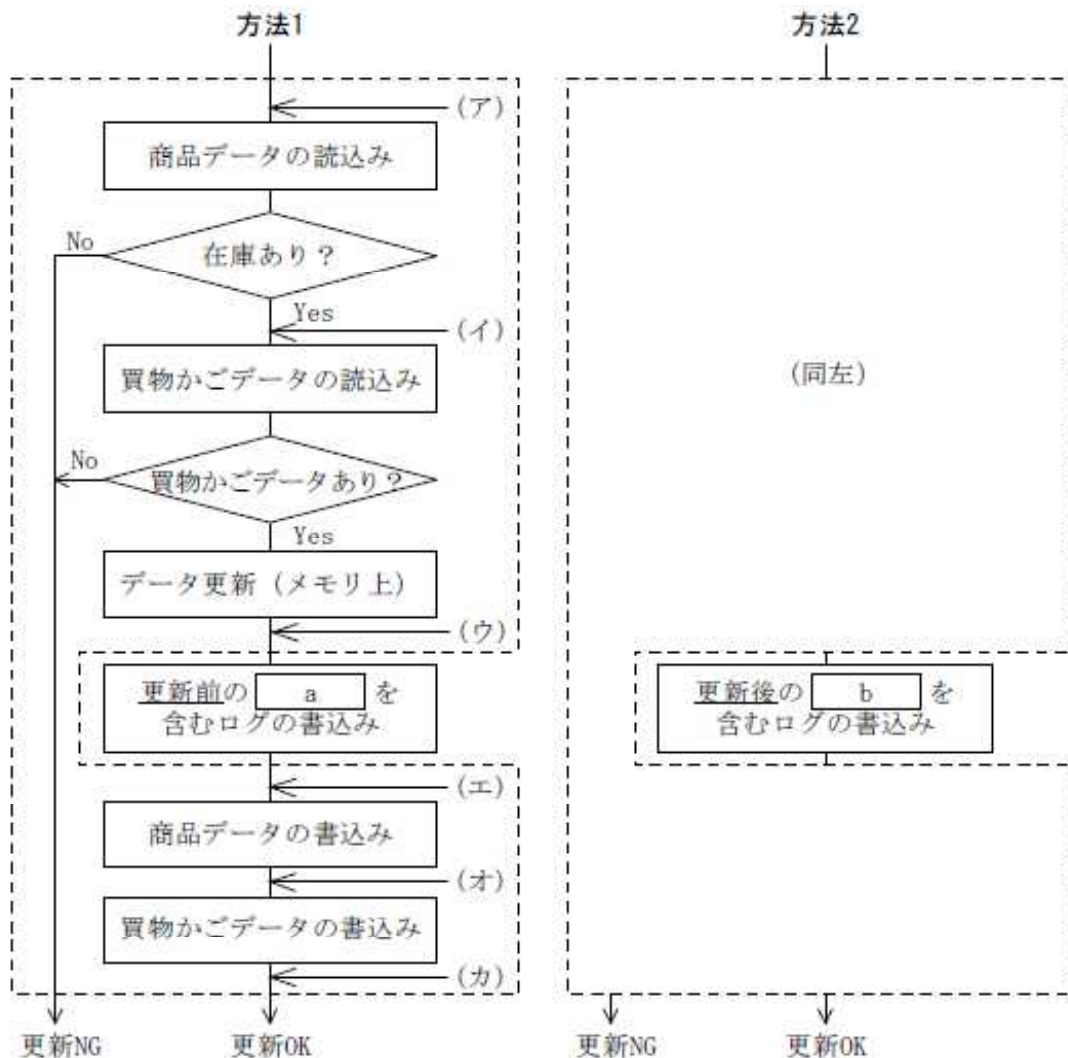 方法1
方法2
(ア)
商品データの読込み
No
在庫あり？
Yes
(イ)
買物かごデータの読込み
(同左)
No
買物かごデータあり？
Yes
データ更新（メモリ上）
(ウ)
更新前の a を
含むログの書込み
更新後の b を
含むログの書込み
(エ)
商品データの書込み
(オ)
買物かごデータの書込み
(カ)
更新NG
更新OK
更新NG
更新OK